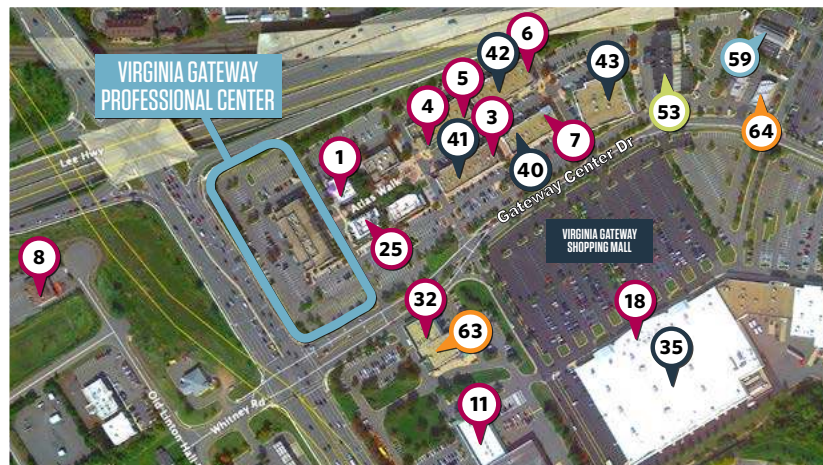 VIRGINIA GATEWAY
PROFESSIONAL CENTER
6
42
43
59
5
4
53
3
64
41
7
40
Lee Hwy
1
Atlas Walk
Gateway Center Dr
VIRGINIA GATEWAY
SHOPPING MALL
25
8
32
18
63
35
Old Linton Hall
Whitney Rd
11